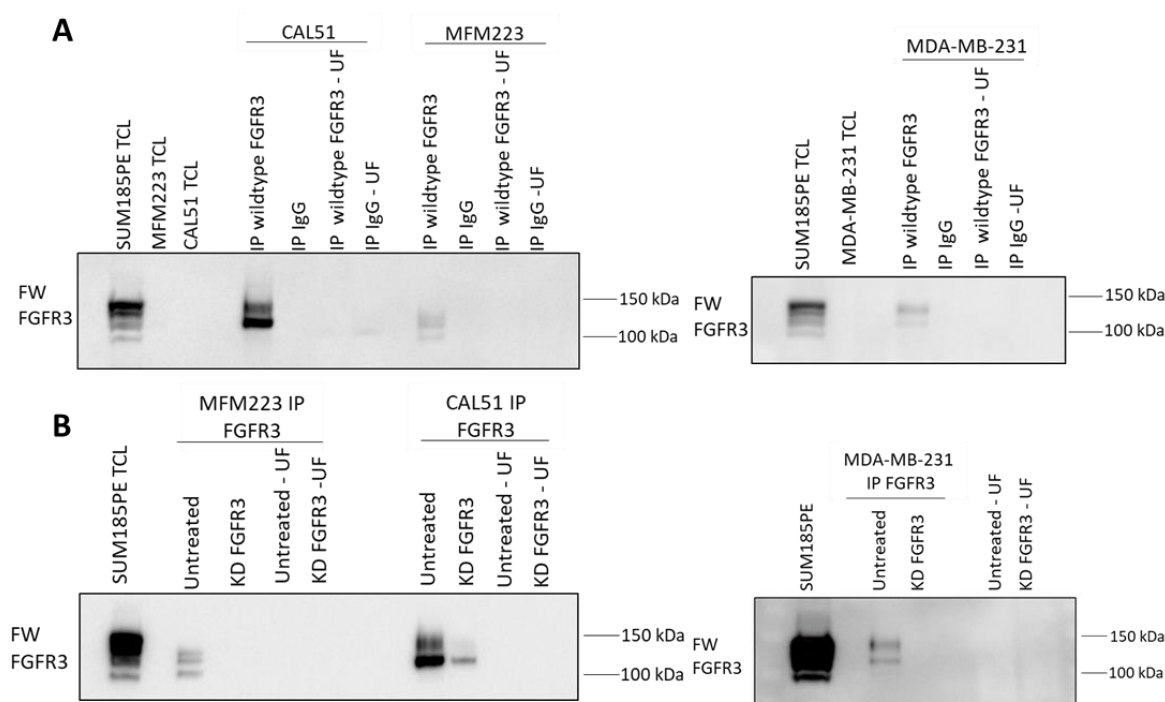 A
CAL51
MFM223
SUM185PE TCL
MFM223 TCL
CAL51 TCL
IP wildtype FGFR3
IP IgG
IP wildtype FGFR3 - UF
IP IgG - UF
IP wildtype FGFR3
IP IgG
IP wildtype FGFR3 - UF
IP IgG -UF
FW
FGFR3
150 kDa
100 kDa
MDA-MB-231
SUM185PE TCL
MDA-MB-231 TCL
IP wildtype FGFR3
IP IgG
IP wildtype FGFR3 - UF
IP IgG -UF
FW
FGFR3
150 kDa
100 kDa
B
MFM223 IP
FGFR3
CAL51 IP
FGFR3
SUM185PE TCL
Untreated
KD FGFR3
Untreated - UF
KD FGFR3 -UF
Untreated
KD FGFR3
Untreated - UF
KD FGFR3 - UF
FW
FGFR3
150 kDa
100 kDa
MDA-MB-231
IP FGFR3
SUM185PE
Untreated
KD FGFR3
Untreated - UF
KD FGFR3 - UF
FW
FGFR3
150 kDa
100 kDa